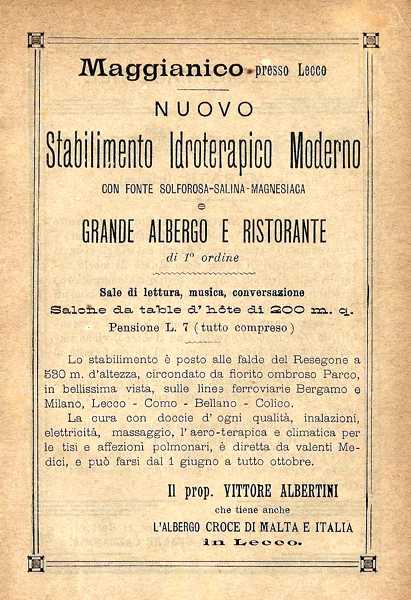 Maggianico presso Lecco
NUOVO
Stabilimento Idroterapico Moderno
CON FONTE SOLFOROSA-SALINA-MAGNESIACA
e
GRANDE ALBERGO E RISTORANTE
di 1º ordine
Sale di lettura, musica, conversazione
Salone da table d'hôte di 200 m. q.
Pensione L. 7 (tutto compreso)
Lo stabilimento è posto alle falde del Resegone a
580 m. d'altezza, circondato da fiorito ombroso Parco,
in bellissima vista, sulle linee ferroviarie Bergamo e
Milano, Lecco - Como - Bellano - Colico.
La cura con doccie d'ogni qualità, inalazioni,
elettricità, massaggio, l'aero-terapica e climatica per
le tisi e affezioni polmonari, è diretta da valenti Me-
dici, e può farsi dal 1 giugno a tutto ottobre.
Il prop. VITTORE ALBERTINI
che tiene anche
L'ALBERGO CROCE DI MALTA E ITALIA
in Lecco.